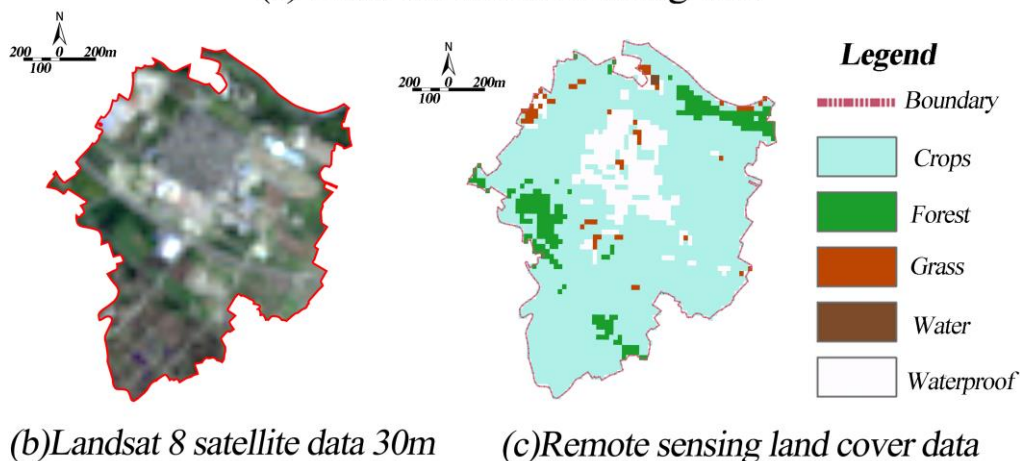 N
200 0 200m
100
N
200 0 200m
100
Legend
Boundary
Crops
Forest
Grass
Water
Waterproof
(b)Landsat 8 satellite data 30m
(c)Remote sensing land cover data